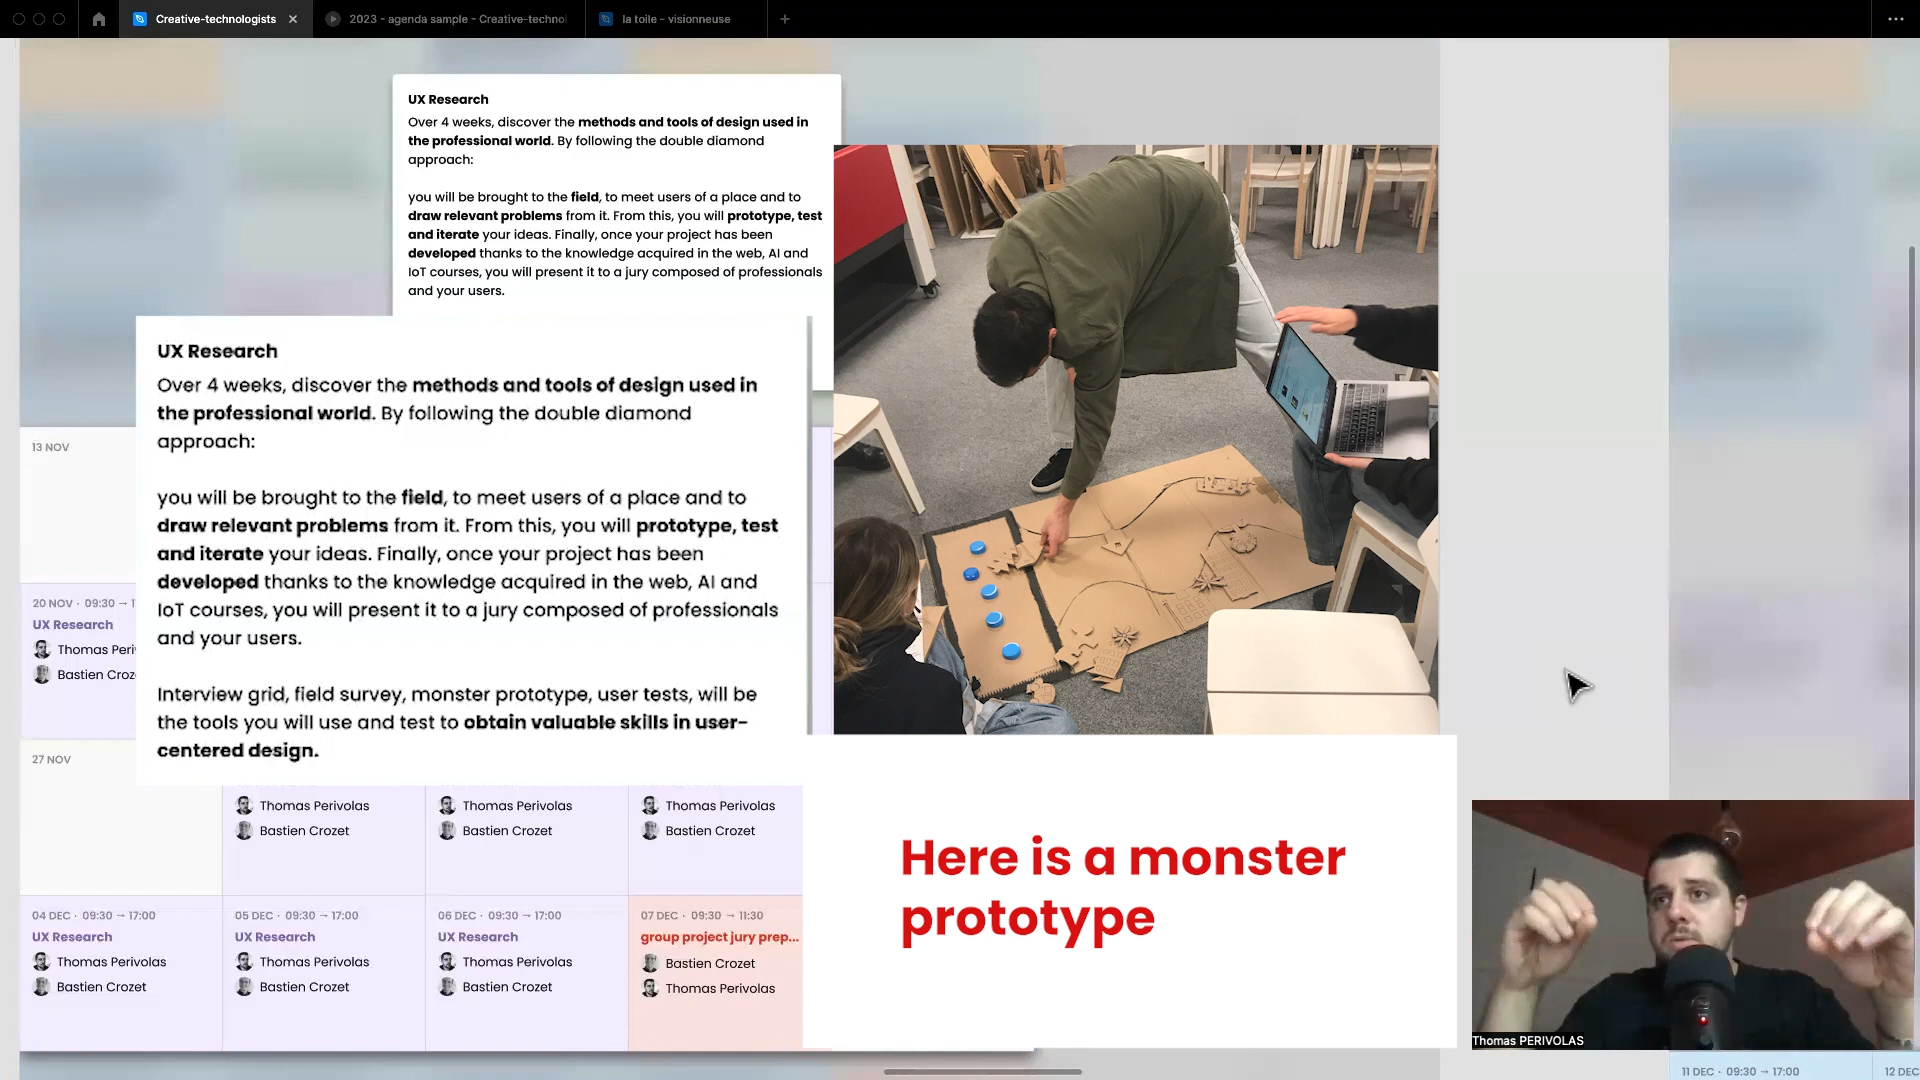 Creative-technologists
2023 - agenda sample - Creative-techno
la toile - visionneuse
UX Research
Over 4 weeks, discover the methods and tools of design used in
the professional world. By following the double diamond
approach:
you will be brought to the field, to meet users of a place and to
draw relevant problems from it. From this, you will prototype, test
and iterate your ideas. Finally, once your project has been
developed thanks to the knowledge acquired in the web, AI and
IoT courses, you will present it to a jury composed of professionals
and your users.
UX Research
Over 4 weeks, discover the methods and tools of design used in
the professional world. By following the double diamond
approach:
you will be brought to the field, to meet users of a place and to
draw relevant problems from it. From this, you will prototype, test
and iterate your ideas. Finally, once your project has been
developed thanks to the knowledge acquired in the web, AI and
IoT courses, you will present it to a jury composed of professionals
and your users.
Interview grid, field survey, monster prototype, user tests, will be
the tools you will use and test to obtain valuable skills in user-
centered design.
13 NOV
20 NOV · 09:30 → 1
UX Research
Thomas Peri
Bastien Croz
27 NOV
Thomas Perivolas
Bastien Crozet
Thomas Perivolas
Bastien Crozet
Thomas Perivolas
Bastien Crozet
04 DEC · 09:30 → 17:00
UX Research
Thomas Perivolas
Bastien Crozet
05 DEC · 09:30 → 17:00
UX Research
Thomas Perivolas
Bastien Crozet
06 DEC · 09:30 → 17:00
UX Research
Thomas Perivolas
Bastien Crozet
07 DEC · 09:30 → 11:30
group project jury prep...
Bastien Crozet
Thomas Perivolas
Here is a monster
prototype
Thomas PERIVOLAS
11 DEC · 09:30 → 17:00
12 DEC